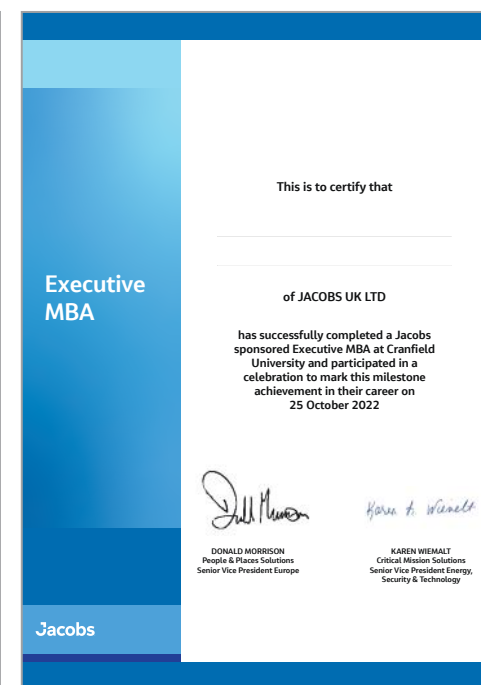 Executive
MBA
This is to certify that
of JACOBS UK LTD
has successfully completed a Jacobs
sponsored Executive MBA at Cranfield
University and participated in a
celebration to mark this milestone
achievement in their career on
25 October 2022
Karen A. Wiemalt
DONALD MORRISON
People & Places Solutions
Senior Vice President Europe
KAREN WIEMALT
Critical Mission Solutions
Senior Vice President Energy,
Security & Technology
Jacobs